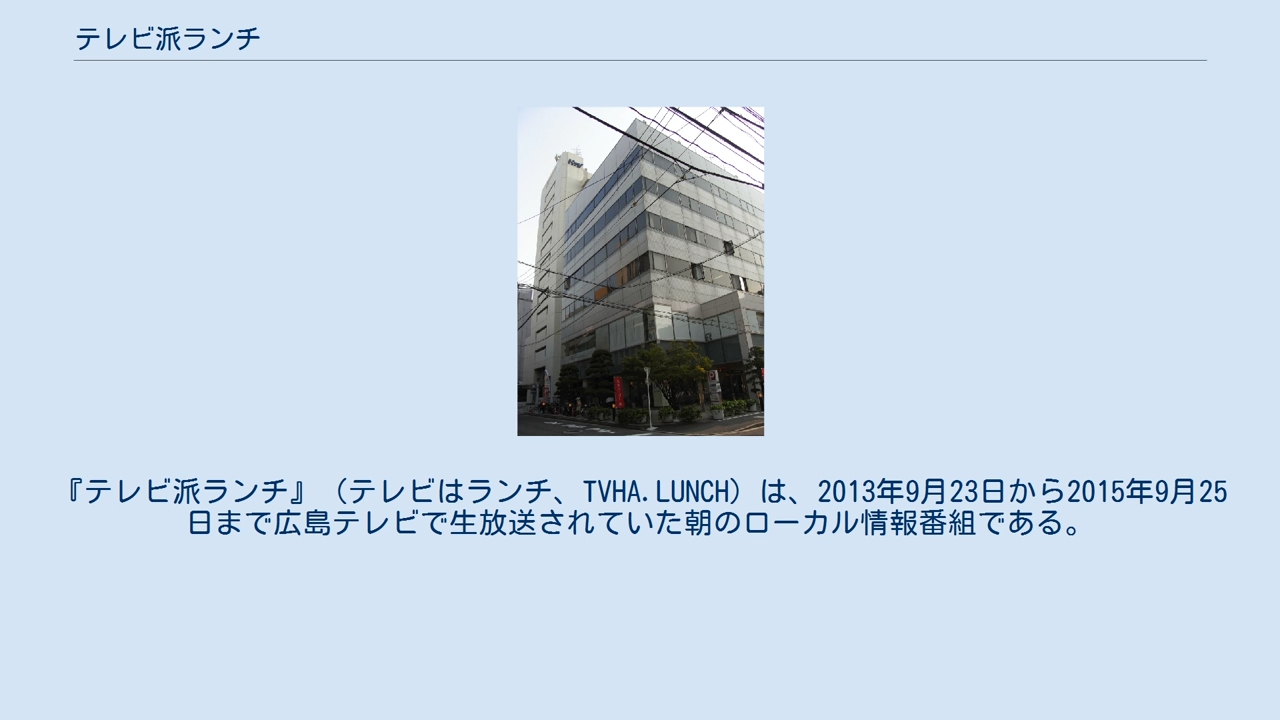 テレビ派ランチ
『テレビ派ランチ』（テレビはランチ、TVHA.LUNCH）は、2013年9月23日から2015年9月25
日まで広島テレビで生放送されていた朝のローカル情報番組である。